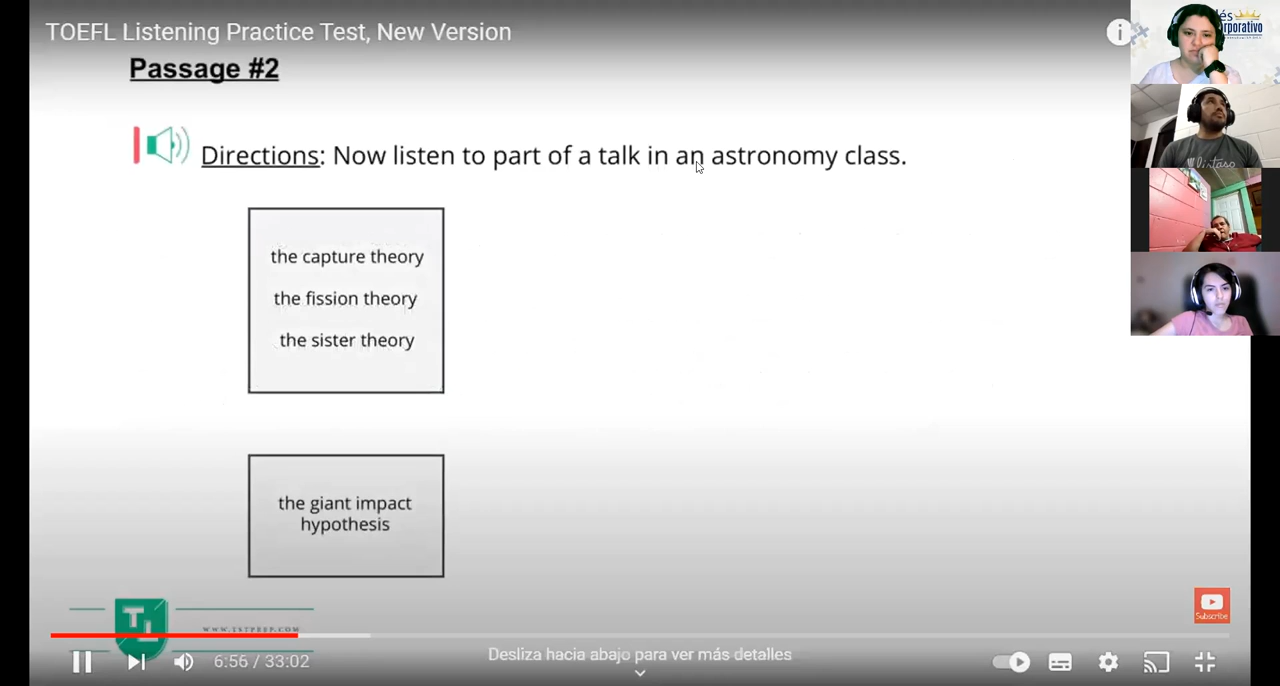 TOEFL Listening Practice Test, New Version
Passage #2
Directions: Now listen to part of a talk in an astronomy class.
the capture theory
the fission theory
the sister theory
the giant impact
hypothesis
WWW.TSTPREP.COM
Subscribe
6:56 / 33:02
Desliza hacia abajo para ver más detalles